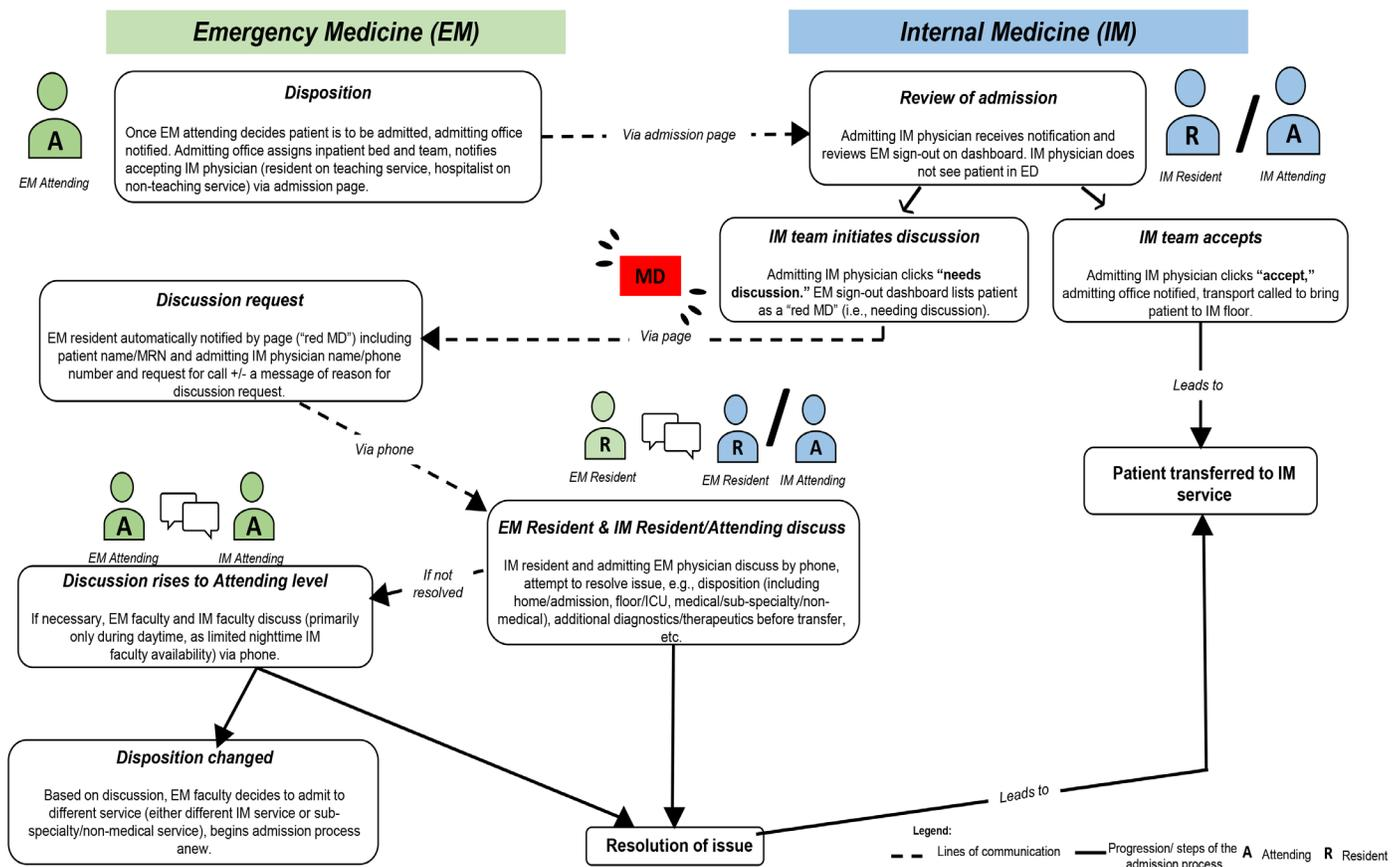 Emergency Medicine (EM)
Internal Medicine (IM)
A
EM Attending
Disposition
Once EM attending decides patient is to be admitted, admitting office
notified. Admitting office assigns inpatient bed and team, notifies
accepting IM physician (resident on teaching service, hospitalist on
non-teaching service) via admission page.
Via admission page
Review of admission
Admitting IM physician receives notification and
reviews EM sign-out on dashboard. IM physician does
not see patient in ED
R
A
IM Resident
IM Attending
MD
IM team initiates discussion
Admitting IM physician clicks “needs
discussion.” EM sign-out dashboard lists patient
as a “red MD” (i.e., needing discussion).
IM team accepts
Admitting IM physician clicks “accept,”
admitting office notified, transport called to bring
patient to IM floor.
Discussion request
EM resident automatically notified by page (“red MD”) including
patient name/MRN and admitting IM physician name/phone
number and request for call +/- a message of reason for
discussion request.
Via page
Leads to
Via phone
R
R
A
EM Resident
EM Resident
IM Attending
Patient transferred to IM
service
A
A
EM Attending
IM Attending
EM Resident & IM Resident/Attending discuss
IM resident and admitting EM physician discuss by phone,
attempt to resolve issue, e.g., disposition (including
home/admission, floor/ICU, medical/sub-specialty/non-
medical), additional diagnostics/therapeutics before transfer,
etc.
If not
resolved
Discussion rises to Attending level
If necessary, EM faculty and IM faculty discuss (primarily
only during daytime, as limited nighttime IM
faculty availability) via phone.
Disposition changed
Based on discussion, EM faculty decides to admit to
different service (either different IM service or sub-
specialty/non-medical service), begins admission process
anew.
Resolution of issue
Leads to
Legend:
Lines of communication
Progression/ steps of the
admission process
A Attending
R Resident